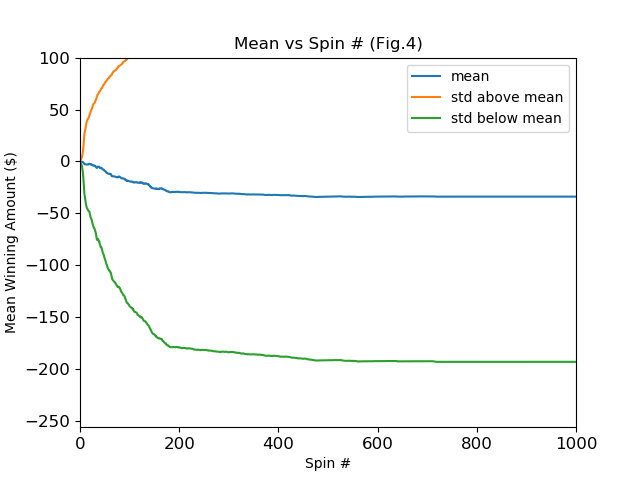 Mean vs Spin # (Fig.4)
mean
std above mean
std below mean
Mean Winning Amount ($)
100
50
0
−50
−100
−150
−200
−250
0 200 400 600 800 1000
Spin #